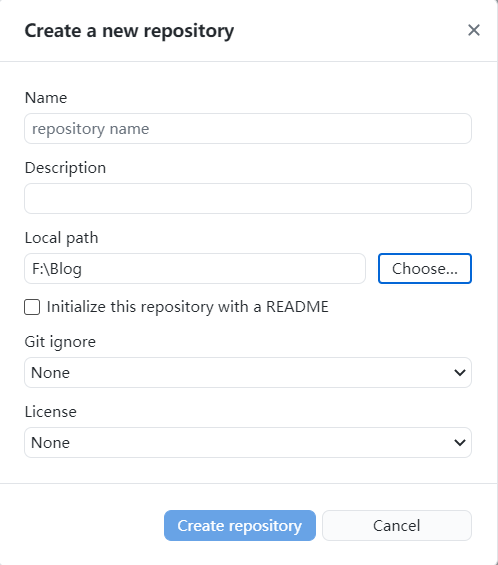 Create a new repository
Name
repository name
Description
Local path
F:\Blog
Choose...
Initialize this repository with a README
Git ignore
None
License
None
Create repository
Cancel